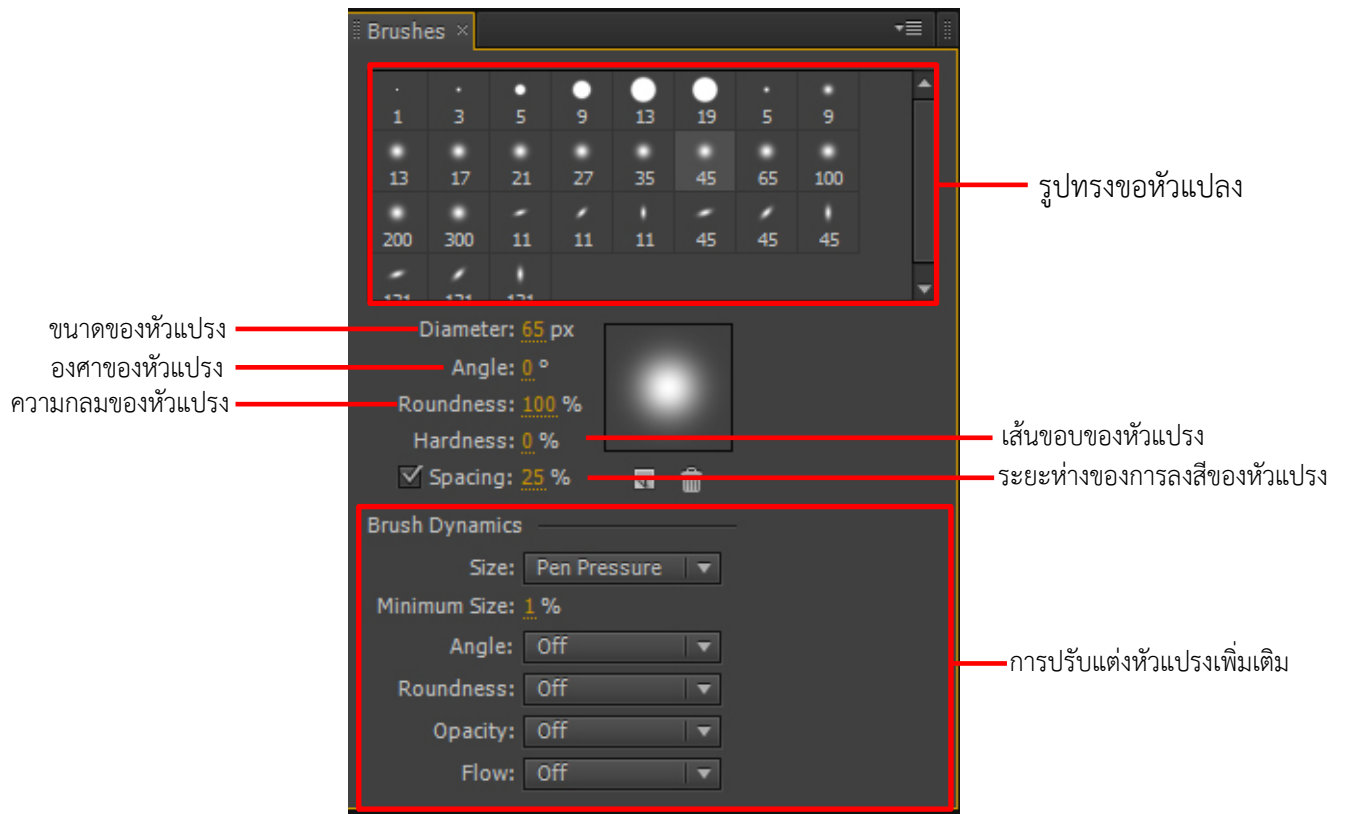 Brushes ×
1 3 5 9 13 19 5 9
13 17 21 27 35 45 65 100
รูปทรงขอหัวแปลง
200 300 11 11 11 45 45 45
131 131 131
ขนาดของหัวแปรง Diameter: 65 px
องศาของหัวแปรง Angle: 0 °
ความกลมของหัวแปรง Roundness: 100 %
Hardness: 0 % เส้นขอบของหัวแปรง
Spacing: 25 % ระยะห่างของการลงสีของหัวแปรง
Brush Dynamics
Size: Pen Pressure
Minimum Size: 1 %
Angle: Off
การปรับแต่งหัวแปรงเพิ่มเติม
Roundness: Off
Opacity: Off
Flow: Off